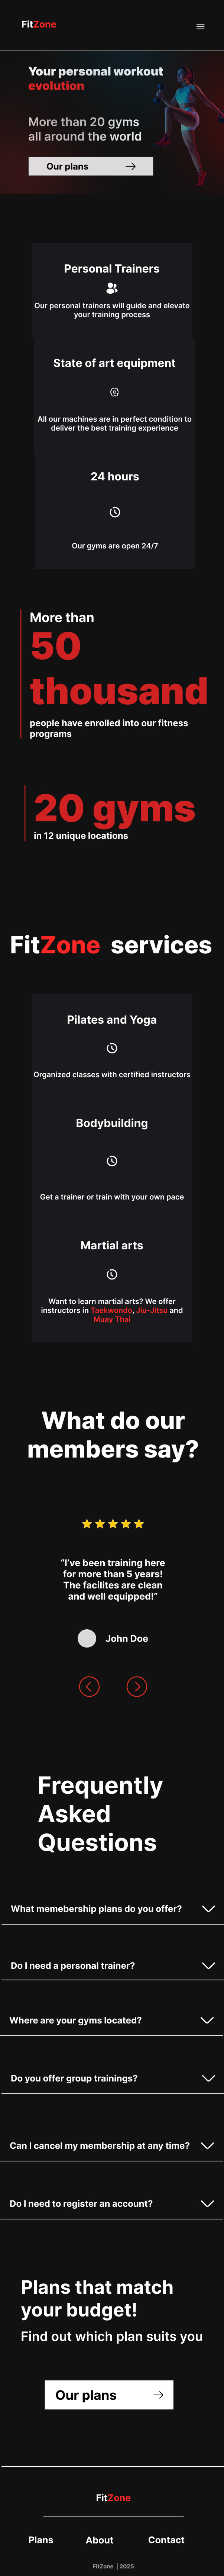 FitZone
Your personal workout
evolution
More than 20 gyms
all around the world
Our plans
Personal Trainers
Our personal trainers will guide and elevate
your training process
State of art equipment
All our machines are in perfect condition to
deliver the best training experience
24 hours
Our gyms are open 24/7
More than
50
thousand
people have enrolled into our fitness
programs
20 gyms
in 12 unique locations
FitZone services
Pilates and Yoga
Organized classes with certified instructors
Bodybuilding
Get a trainer or train with your own pace
Martial arts
Want to learn martial arts? We offer
instructors in Taekwondo, Jiu-Jitsu and
Muay Thai
What do our
members say?
“I’ve been training here
for more than 5 years!
The facilites are clean
and well equipped!”
John Doe
Frequently
Asked
Questions
What memebership plans do you offer?
Do I need a personal trainer?
Where are your gyms located?
Do you offer group trainings?
Can I cancel my membership at any time?
Do I need to register an account?
Plans that match
your budget!
Find out which plan suits you
Our plans
FitZone
Plans About Contact
FitZone | 2025